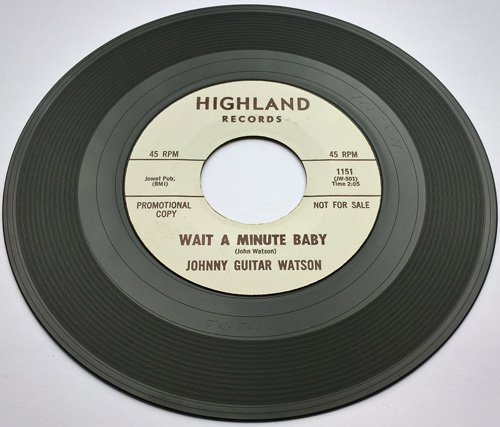 HIGHLAND
RECORDS
45 RPM
45 RPM
Jowat Pub.
(BMI)
1151
(JW-501)
Time 2:05
PROMOTIONAL
COPY
NOT FOR SALE
WAIT A MINUTE BABY
(John Watson)
JOHNNY GUITAR WATSON